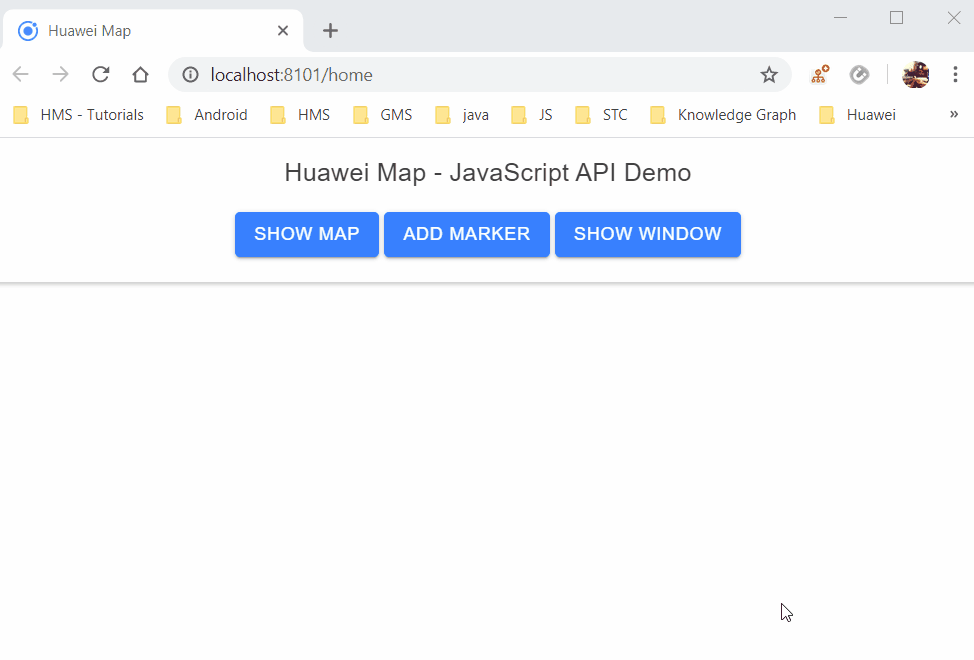 Huawei Map
localhost:8101/home
HMS - Tutorials Android HMS GMS java JS STC Knowledge Graph Huawei »
Huawei Map - JavaScript API Demo
SHOW MAP ADD MARKER SHOW WINDOW